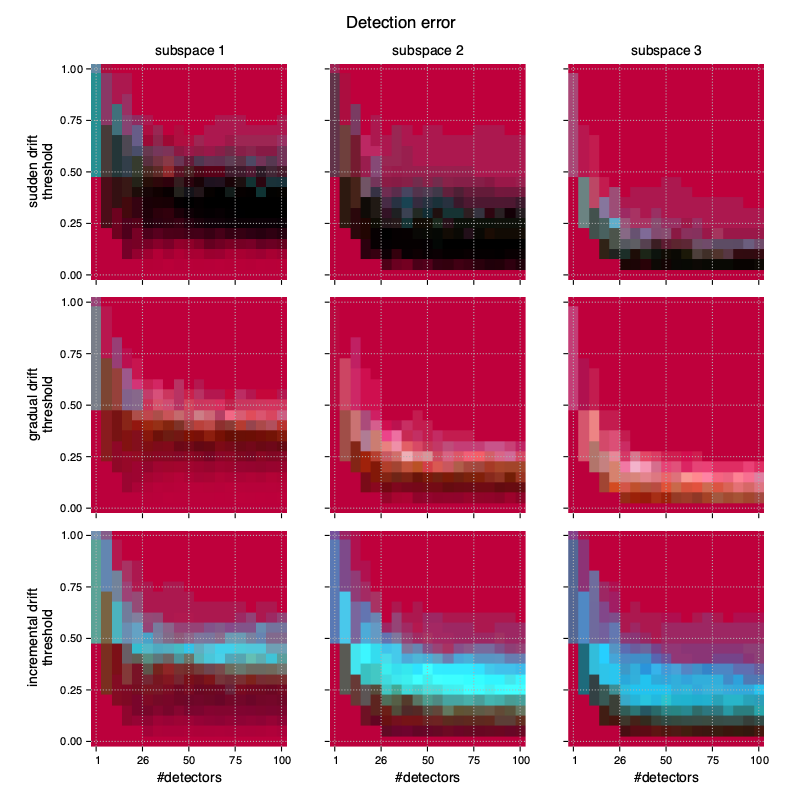 Detection error
subspace 1
subspace 2
subspace 3
sudden drift
threshold
1.00
0.75
0.50
0.25
0.00
gradual drift
threshold
1.00
0.75
0.50
0.25
0.00
incremental drift
threshold
1.00
0.75
0.50
0.25
0.00
1 26 50 75 100
1 26 50 75 100
1 26 50 75 100
#detectors
#detectors
#detectors